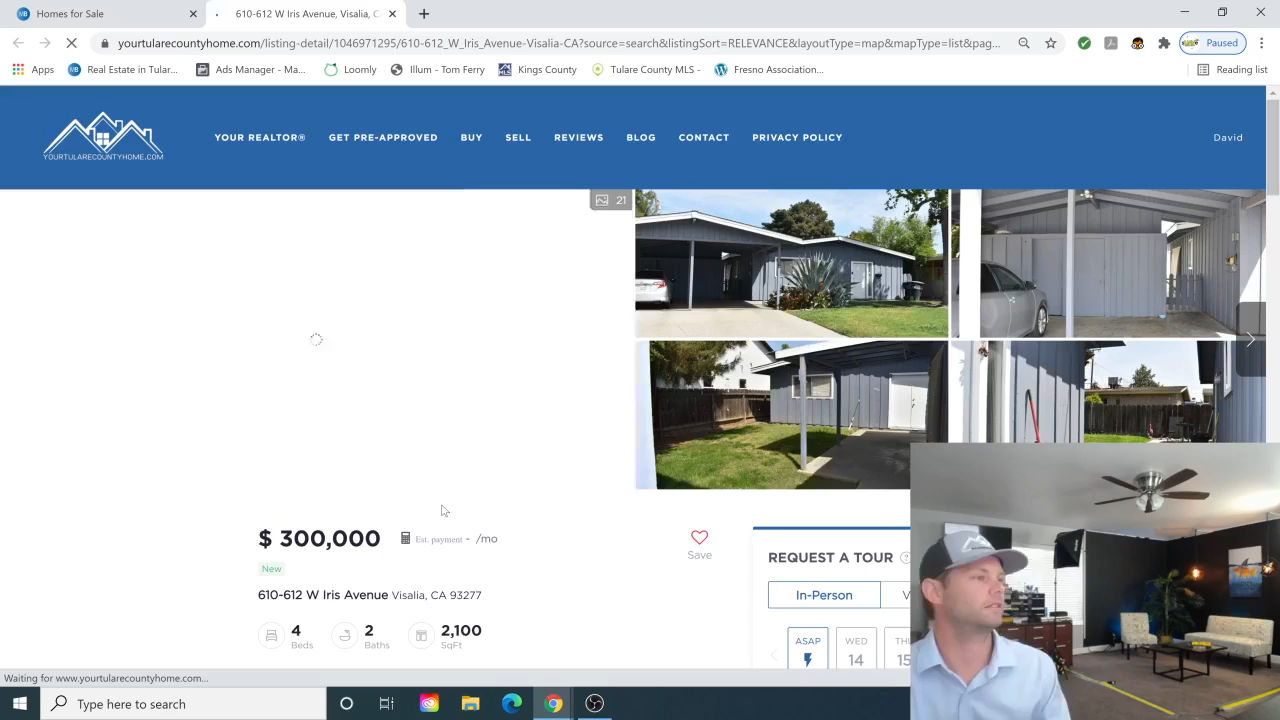 Homes for Sale
610-612 W Iris Avenue, Visalia, C
yourtularecountyhome.com/listing-detail/1046971295/610-612_W_Iris_Avenue-Visalia-CA?source=search&listingSort=RELEVANCE&layoutType=map&mapType=list&pag...
Paused
Apps
Real Estate in Tular...
Ads Manager - Ma...
Loomly
Illum - Tom Ferry
Kings County
Tulare County MLS -
Fresno Association...
Reading list
YOURTULARECOUNTYHOME.COM
YOUR REALTOR®
GET PRE-APPROVED
BUY
SELL
REVIEWS
BLOG
CONTACT
PRIVACY POLICY
David
21
$ 300,000
Est. payment - /mo
New
610-612 W Iris Avenue Visalia, CA 93277
4
Beds
2
Baths
2,100
SqFt
Save
REQUEST A TOUR
In-Person
V
ASAP
WED
14
THU
15
Waiting for www.yourtularecountyhome.com...
Type here to search